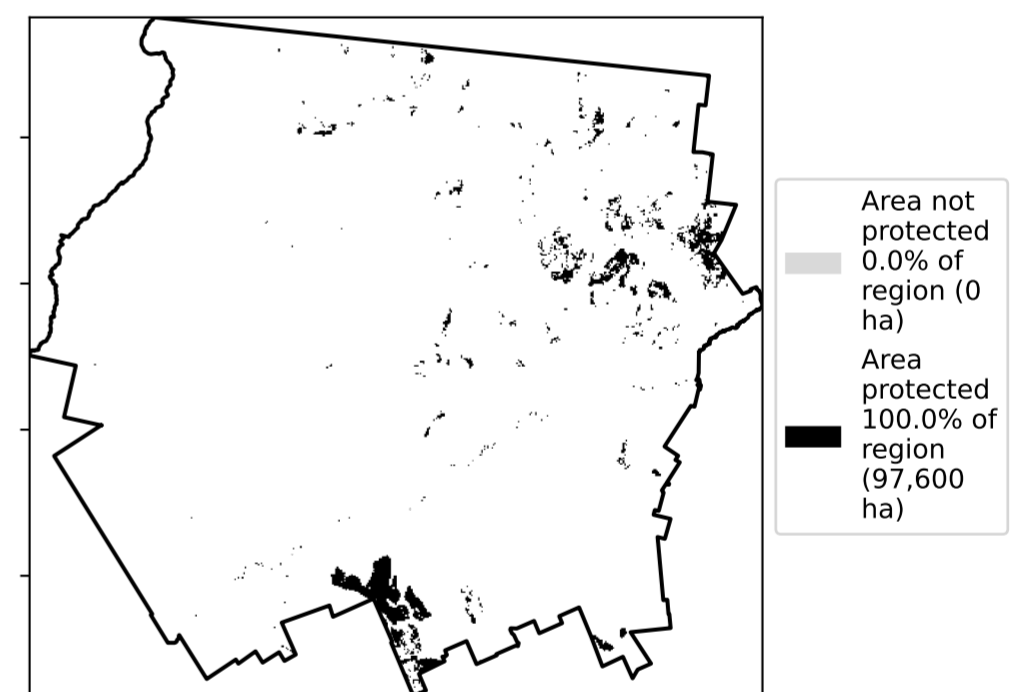 Area not
protected
0.0% of
region (0
ha)
Area
protected
100.0% of
region
(97,600
ha)